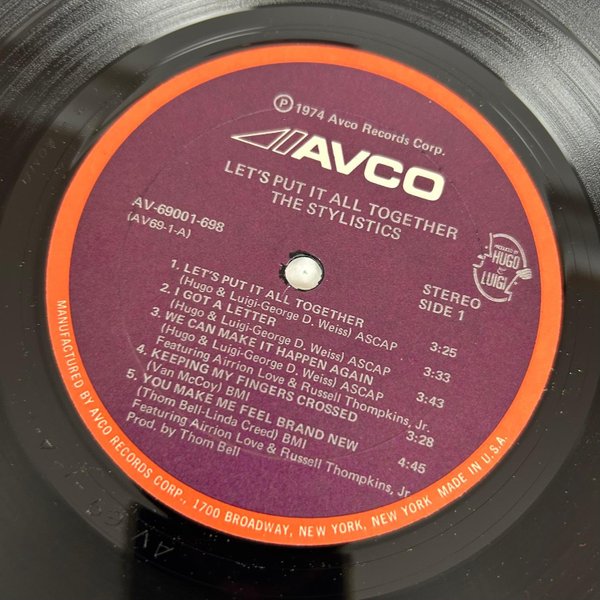 ℗ 1974 Avco Records Corp.
AVCO
LET'S PUT IT ALL TOGETHER
THE STYLISTICS
AV-69001-698
(AV69-1-A)
PRODUCED BY
HUGO
&
LUIGI
STEREO
SIDE 1
1. LET'S PUT IT ALL TOGETHER
(Hugo & Luigi-George D. Weiss) ASCAP 3:25
2. I GOT A LETTER
(Hugo & Luigi-George D. Weiss) ASCAP 3:33
3. WE CAN MAKE IT HAPPEN AGAIN
(Hugo & Luigi-George D. Weiss) ASCAP 3:43
Featuring Airrion Love & Russell Thompkins, Jr.
4. KEEPING MY FINGERS CROSSED
(Van McCoy) BMI 3:28
5. YOU MAKE ME FEEL BRAND NEW
(Thom Bell-Linda Creed) BMI 4:45
Featuring Airrion Love & Russell Thompkins, Jr.
Prod. by Thom Bell
MANUFACTURED BY AVCO RECORDS CORP., 1700 BROADWAY, NEW YORK, NEW YORK MADE IN U.S.A.